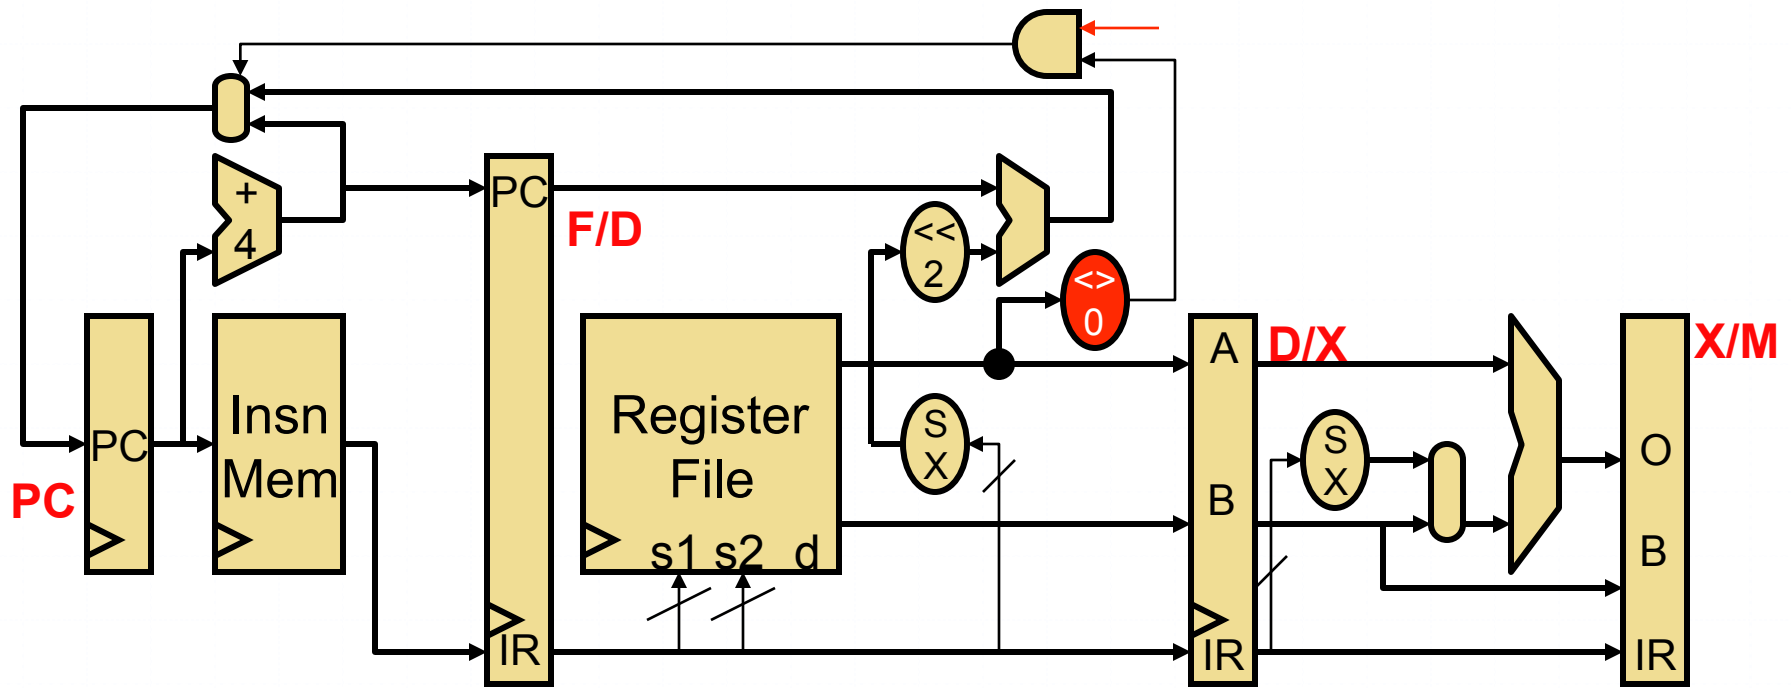 +
4
PC
F/D
<<
2
<>
0
PC
PC
Insn
Mem
Register
File
s1 s2 d
S
X
IR
A
B
IR
D/X
S
X
O
B
IR
X/M